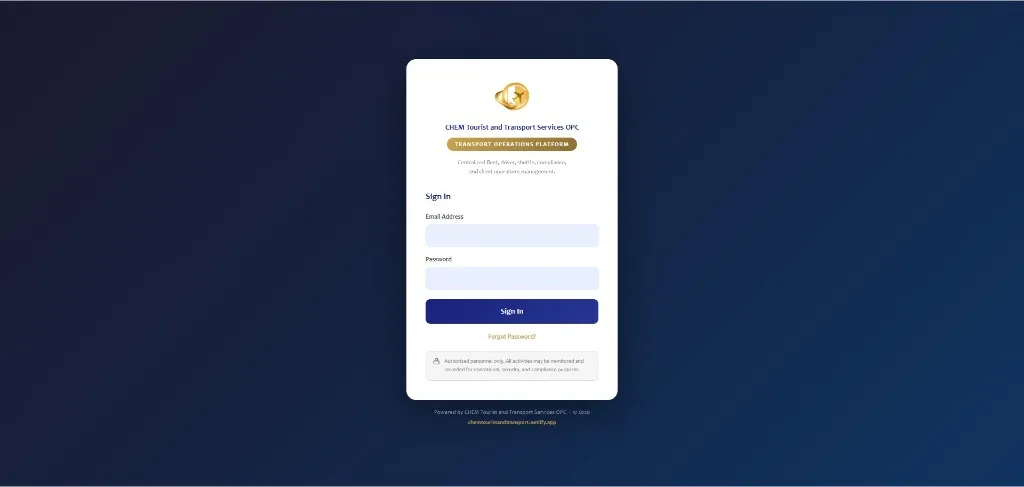 CHEM Tourist and Transport Services OPC
TRANSPORT OPERATIONS PLATFORM
Centralized fleet, driver, shuttle, compliance,
and client operations management.
Sign In
Email Address
Password
Sign In
Forgot Password?
Authorized personnel only. All activities may be monitored and
recorded for operational, security, and compliance purposes.
Powered by CHEM Tourist and Transport Services OPC · © 2026
chemtouristandtransport.netlify.app